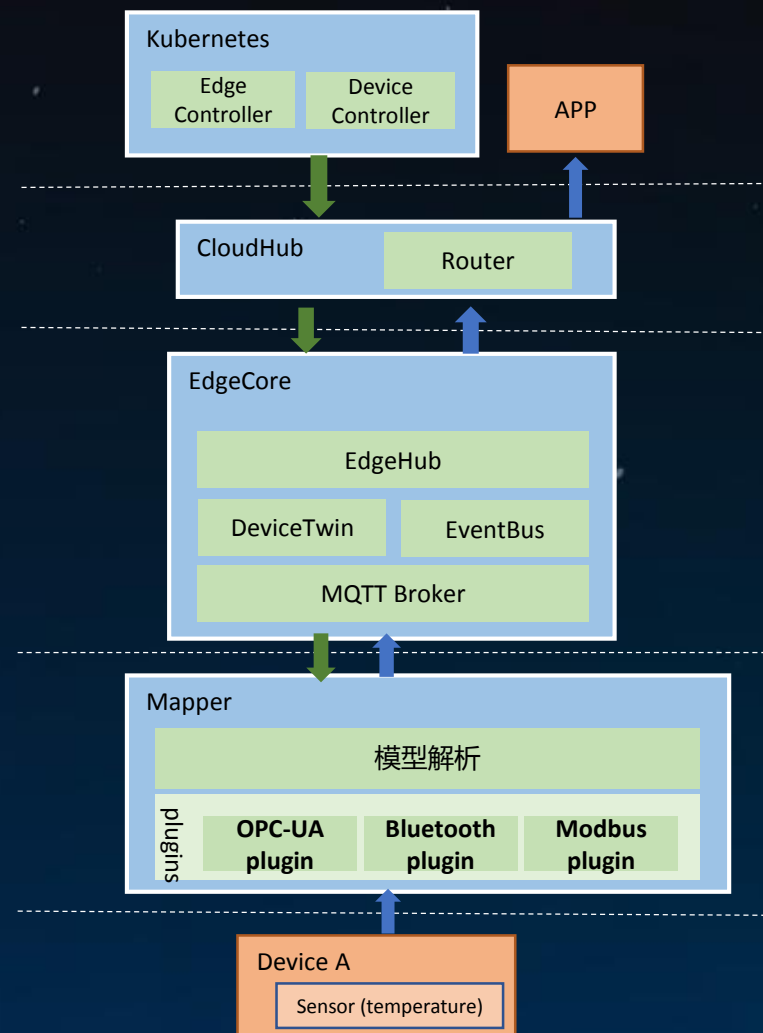 Kubernetes
Edge
Controller
Device
Controller
APP
CloudHub
Router
EdgeCore
EdgeHub
DeviceTwin
EventBus
MQTT Broker
Mapper
模型解析
plugins
OPC-UA
plugin
Bluetooth
plugin
Modbus
plugin
Device A
Sensor (temperature)